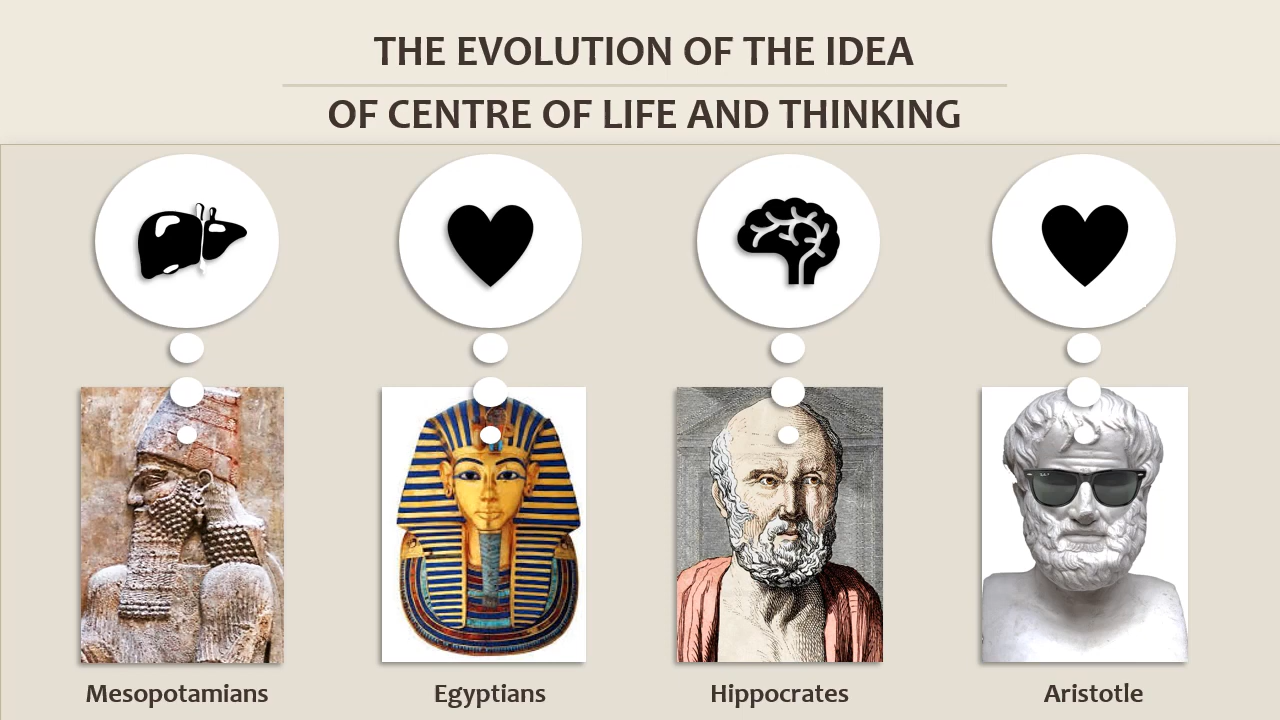 THE EVOLUTION OF THE IDEA
OF CENTRE OF LIFE AND THINKING
Mesopotamians
Egyptians
Hippocrates
Aristotle